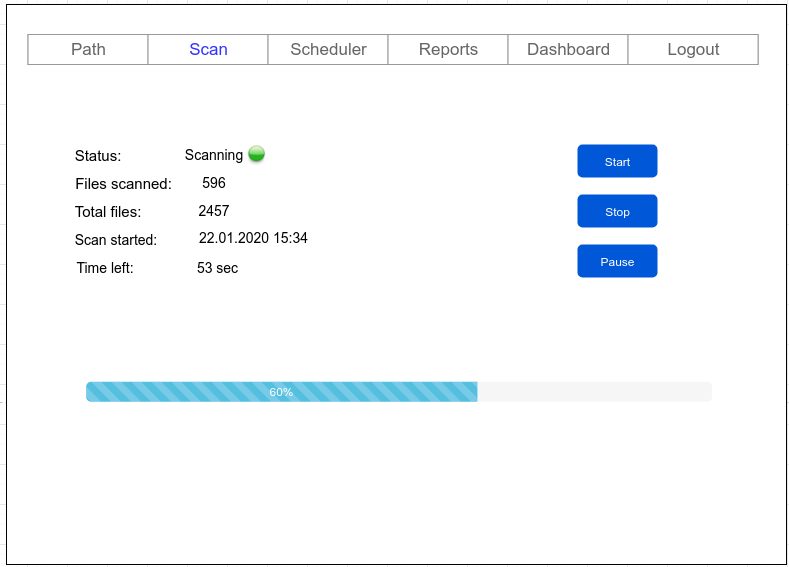 Path Scan Scheduler Reports Dashboard Logout
Status: Scanning Start
Files scanned: 596
Total files: 2457 Stop
Scan started: 22.01.2020 15:34
Time left: 53 sec Pause
60%